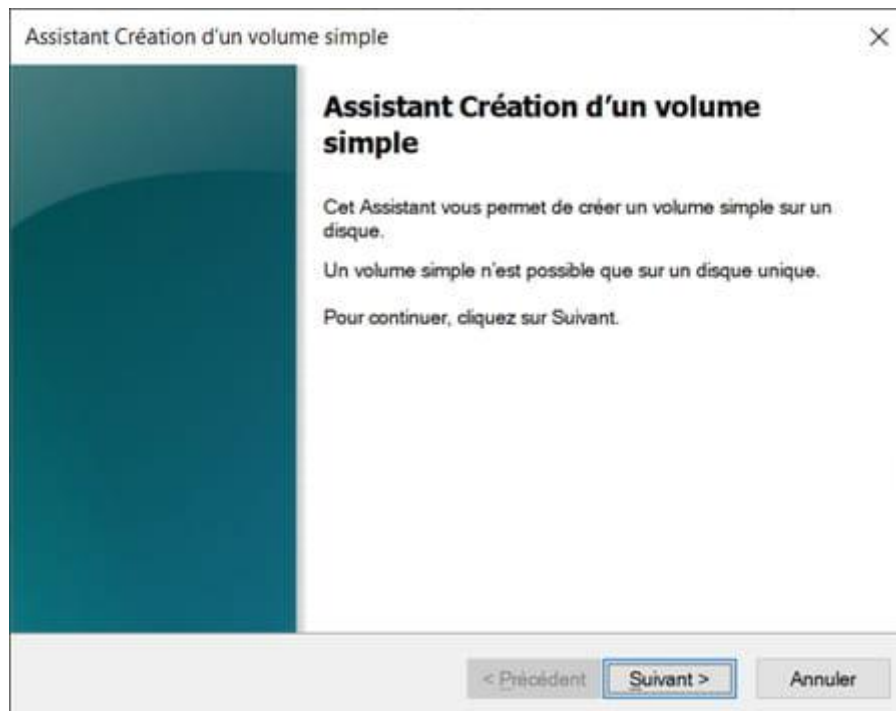 Assistant Création d'un volume simple
Assistant Création d'un volume
simple
Cet Assistant vous permet de créer un volume simple sur un
disque.
Un volume simple n'est possible que sur un disque unique.
Pour continuer, cliquez sur Suivant.
< Précédent Suivant > Annuler